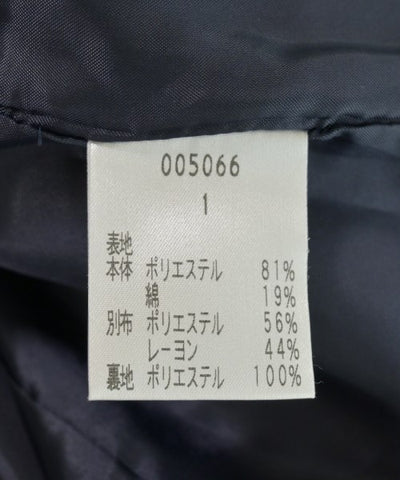 005066
1
表地
本体 ポリエステル 81%
綿 19%
別布 ポリエステル 56%
レーヨン 44%
裏地 ポリエステル 100%